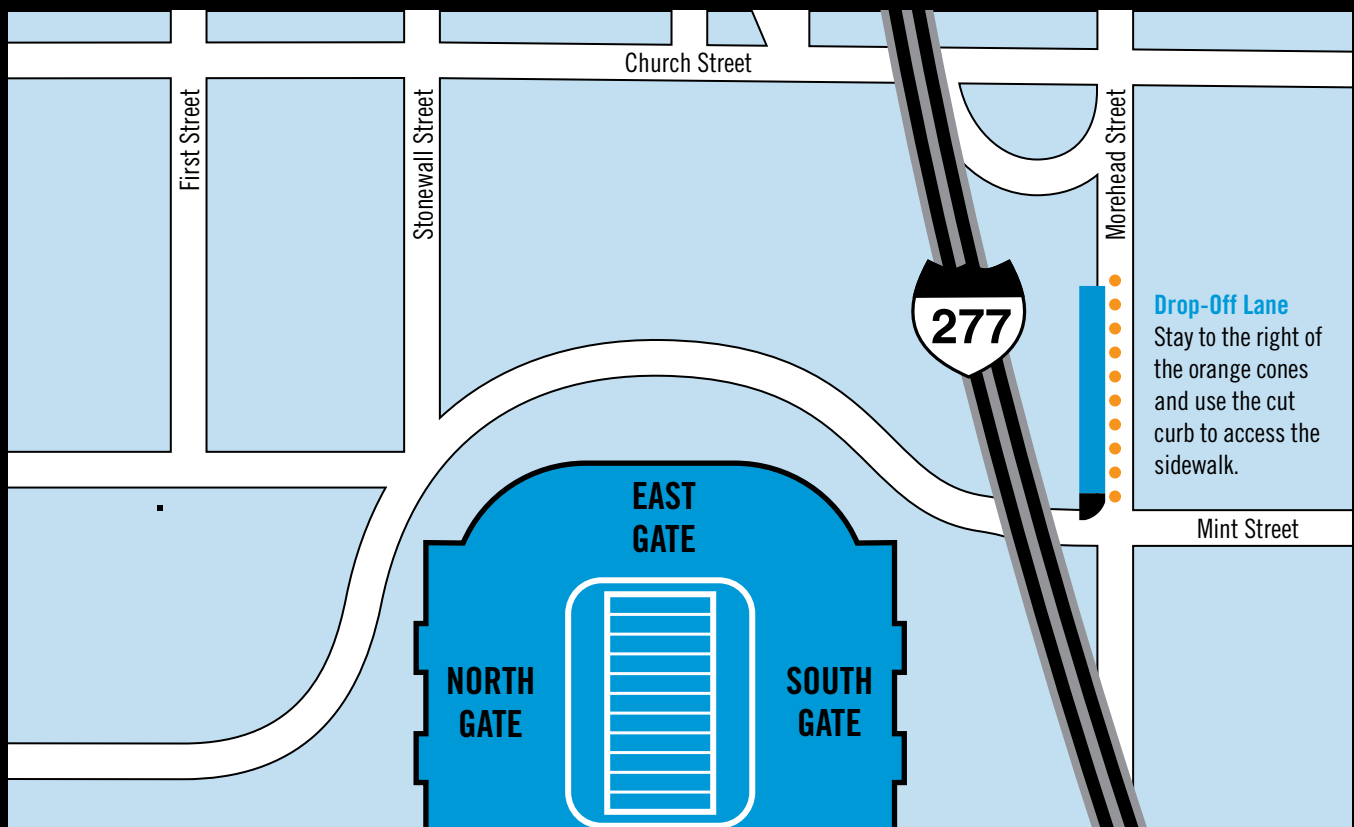 Church Street
First Street
Stonewall Street
Morehead Street
277
Drop-Off Lane
Stay to the right of
the orange cones
and use the cut
curb to access the
sidewalk.
EAST
GATE
Mint Street
NORTH
GATE
SOUTH
GATE